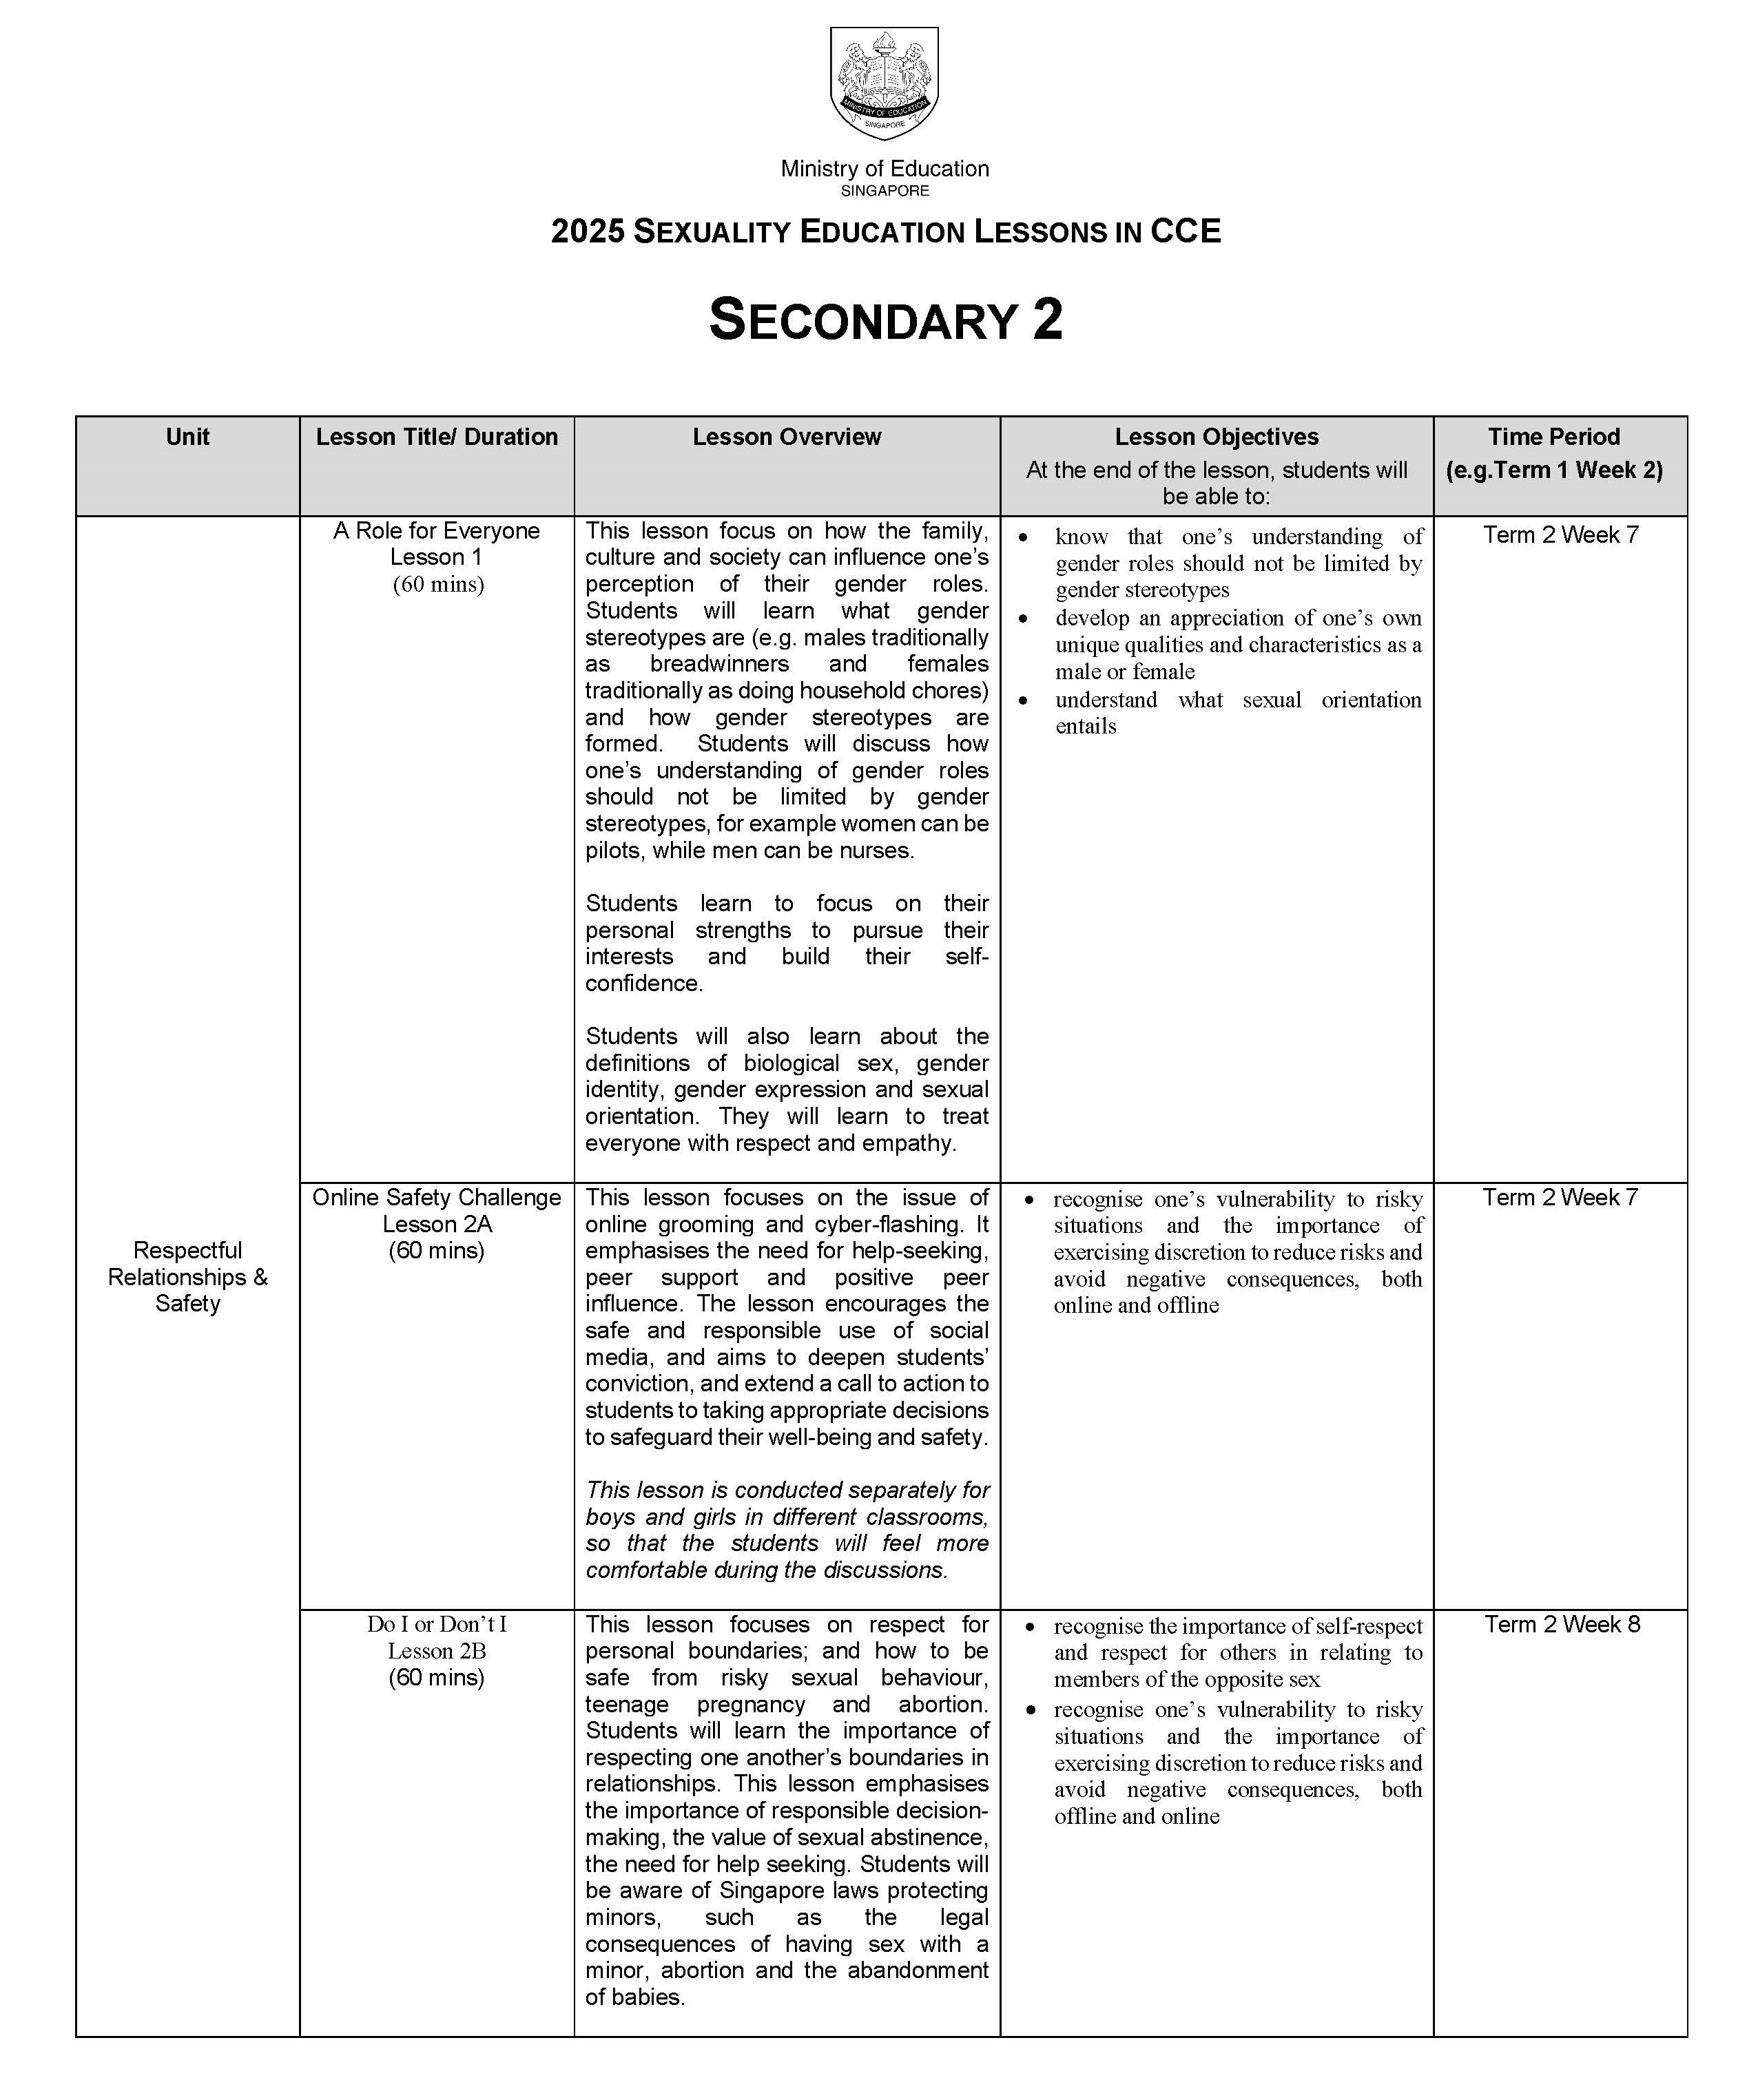 MINISTRY OF EDUCATION
SINGAPORE
Ministry of Education
SINGAPORE
2025 SEXUALITY EDUCATION LESSONS IN CCE
SECONDARY 2
Unit
Lesson Title/ Duration
Lesson Overview
Lesson Objectives
At the end of the lesson, students will
be able to:
Time Period
(e.g.Term 1 Week 2)
Respectful
Relationships &
Safety
A Role for Everyone
Lesson 1
(60 mins)
This lesson focus on how the family,
culture and society can influence one’s
perception of their gender roles.
Students will learn what gender
stereotypes are (e.g. males traditionally
as breadwinners and females
traditionally as doing household chores)
and how gender stereotypes are
formed. Students will discuss how
one’s understanding of gender roles
should not be limited by gender
stereotypes, for example women can be
pilots, while men can be nurses.
Students learn to focus on their
personal strengths to pursue their
interests and build their self-
confidence.
Students will also learn about the
definitions of biological sex, gender
identity, gender expression and sexual
orientation. They will learn to treat
everyone with respect and empathy.
• know that one’s understanding of
gender roles should not be limited by
gender stereotypes
• develop an appreciation of one’s own
unique qualities and characteristics as a
male or female
• understand what sexual orientation
entails
Term 2 Week 7
Online Safety Challenge
Lesson 2A
(60 mins)
This lesson focuses on the issue of
online grooming and cyber-flashing. It
emphasises the need for help-seeking,
peer support and positive peer
influence. The lesson encourages the
safe and responsible use of social
media, and aims to deepen students’
conviction, and extend a call to action to
students to taking appropriate decisions
to safeguard their well-being and safety.
This lesson is conducted separately for
boys and girls in different classrooms,
so that the students will feel more
comfortable during the discussions.
• recognise one’s vulnerability to risky
situations and the importance of
exercising discretion to reduce risks and
avoid negative consequences, both
online and offline
Term 2 Week 7
Do I or Don’t I
Lesson 2B
(60 mins)
This lesson focuses on respect for
personal boundaries; and how to be
safe from risky sexual behaviour,
teenage pregnancy and abortion.
Students will learn the importance of
respecting one another’s boundaries in
relationships. This lesson emphasises
the importance of responsible decision-
making, the value of sexual abstinence,
the need for help seeking. Students will
be aware of Singapore laws protecting
minors, such as the legal
consequences of having sex with a
minor, abortion and the abandonment
of babies.
• recognise the importance of self-respect
and respect for others in relating to
members of the opposite sex
• recognise one’s vulnerability to risky
situations and the importance of
exercising discretion to reduce risks and
avoid negative consequences, both
offline and online
Term 2 Week 8